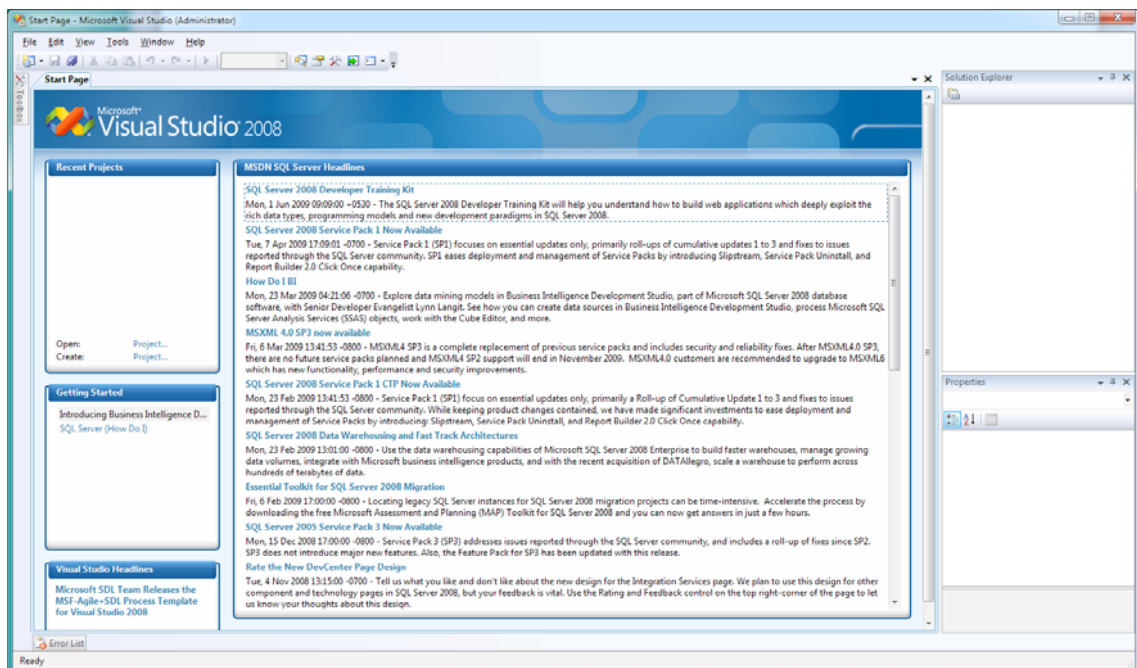 Start Page - Microsoft Visual Studio (Administrator)
File Edit View Tools Window Help
Toolbox
Start Page
Microsoft
Visual Studio 2008
Recent Projects
Open: Project...
Create: Project...
Getting Started
Introducing Business Intelligence D...
SQL Server (How Do I)
Visual Studio Headlines
Microsoft SDL Team Releases the
MSF-Agile+SDL Process Template
for Visual Studio 2008
MSDN SQL Server Headlines
SQL Server 2008 Developer Training Kit
Mon, 1 Jun 2009 09:09:00 +0530 - The SQL Server 2008 Developer Training Kit will help you understand how to build web applications which deeply exploit the
rich data types, programming models and new development paradigms in SQL Server 2008.
SQL Server 2008 Service Pack 1 Now Available
Tue, 7 Apr 2009 17:09:01 -0700 - Service Pack 1 (SP1) focuses on essential updates only, primarily roll-ups of cumulative updates 1 to 3 and fixes to issues
reported through the SQL Server community. SP1 eases deployment and management of Service Packs by introducing Slipstream, Service Pack Uninstall, and
Report Builder 2.0 Click Once capability.
How Do I BI
Mon, 23 Mar 2009 04:21:06 -0700 - Explore data mining models in Business Intelligence Development Studio, part of Microsoft SQL Server 2008 database
software, with Senior Developer Evangelist Lynn Langit. See how you can create data sources in Business Intelligence Development Studio, process Microsoft SQL
Server Analysis Services (SSAS) objects, work with the Cube Editor, and more.
MSXML 4.0 SP3 now available
Fri, 6 Mar 2009 13:41:53 -0800 - MSXML4 SP3 is a complete replacement of previous service packs and includes security and reliability fixes. After MSXML4.0 SP3,
there are no future service packs planned and MSXML4 SP2 support will end in November 2009. MSXML4.0 customers are recommended to upgrade to MSXML6
which has new functionality, performance and security improvements.
SQL Server 2008 Service Pack 1 CTP Now Available
Mon, 23 Feb 2009 13:41:53 -0800 - Service Pack 1 (SP1) focus on essential updates only, primarily a Roll-up of Cumulative Update 1 to 3 and fixes to issues
reported through the SQL Server community. While keeping product changes contained, we have made significant investments to ease deployment and
management of Service Packs by introducing: Slipstream, Service Pack Uninstall, and Report Builder 2.0 Click Once capability.
SQL Server 2008 Data Warehousing and Fast Track Architectures
Mon, 23 Feb 2009 13:01:00 -0800 - Use the data warehousing capabilities of Microsoft SQL Server 2008 Enterprise to build faster warehouses, manage growing
data volumes, integrate with Microsoft business intelligence products, and with the recent acquisition of DATAllegro, scale a warehouse to perform across
hundreds of terabytes of data.
Essential Toolkit for SQL Server 2008 Migration
Fri, 6 Feb 2009 17:00:00 -0800 - Locating legacy SQL Server instances for SQL Server 2008 migration projects can be time-intensive. Accelerate the process by
downloading the free Microsoft Assessment and Planning (MAP) Toolkit for SQL Server 2008 and you can now get answers in just a few hours.
SQL Server 2005 Service Pack 3 Now Available
Mon, 15 Dec 2008 17:00:00 -0800 - Service Pack 3 (SP3) addresses issues reported through the SQL Server community, and includes a roll-up of fixes since SP2.
SP3 does not introduce major new features. Also, the Feature Pack for SP3 has been updated with this release.
Rate the New DevCenter Page Design
Tue, 4 Nov 2008 13:15:00 -0700 - Tell us what you like and don't like about the new design for the Integration Services page. We plan to use this design for other
component and technology pages in SQL Server 2008, but your feedback is vital. Use the Rating and Feedback control on the top right-corner of the page to let
us know your thoughts about this design.
Solution Explorer
Properties
Error List
Ready